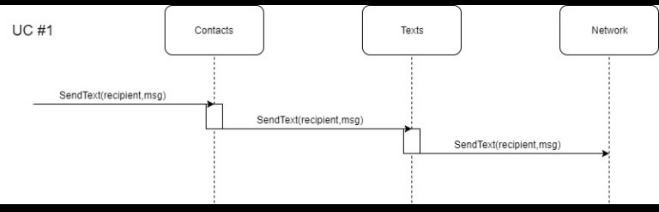 UC #1
Contacts
Texts
Network
SendText(recipient,msg)
SendText(recipient,msg)
SendText(recipient,msg)